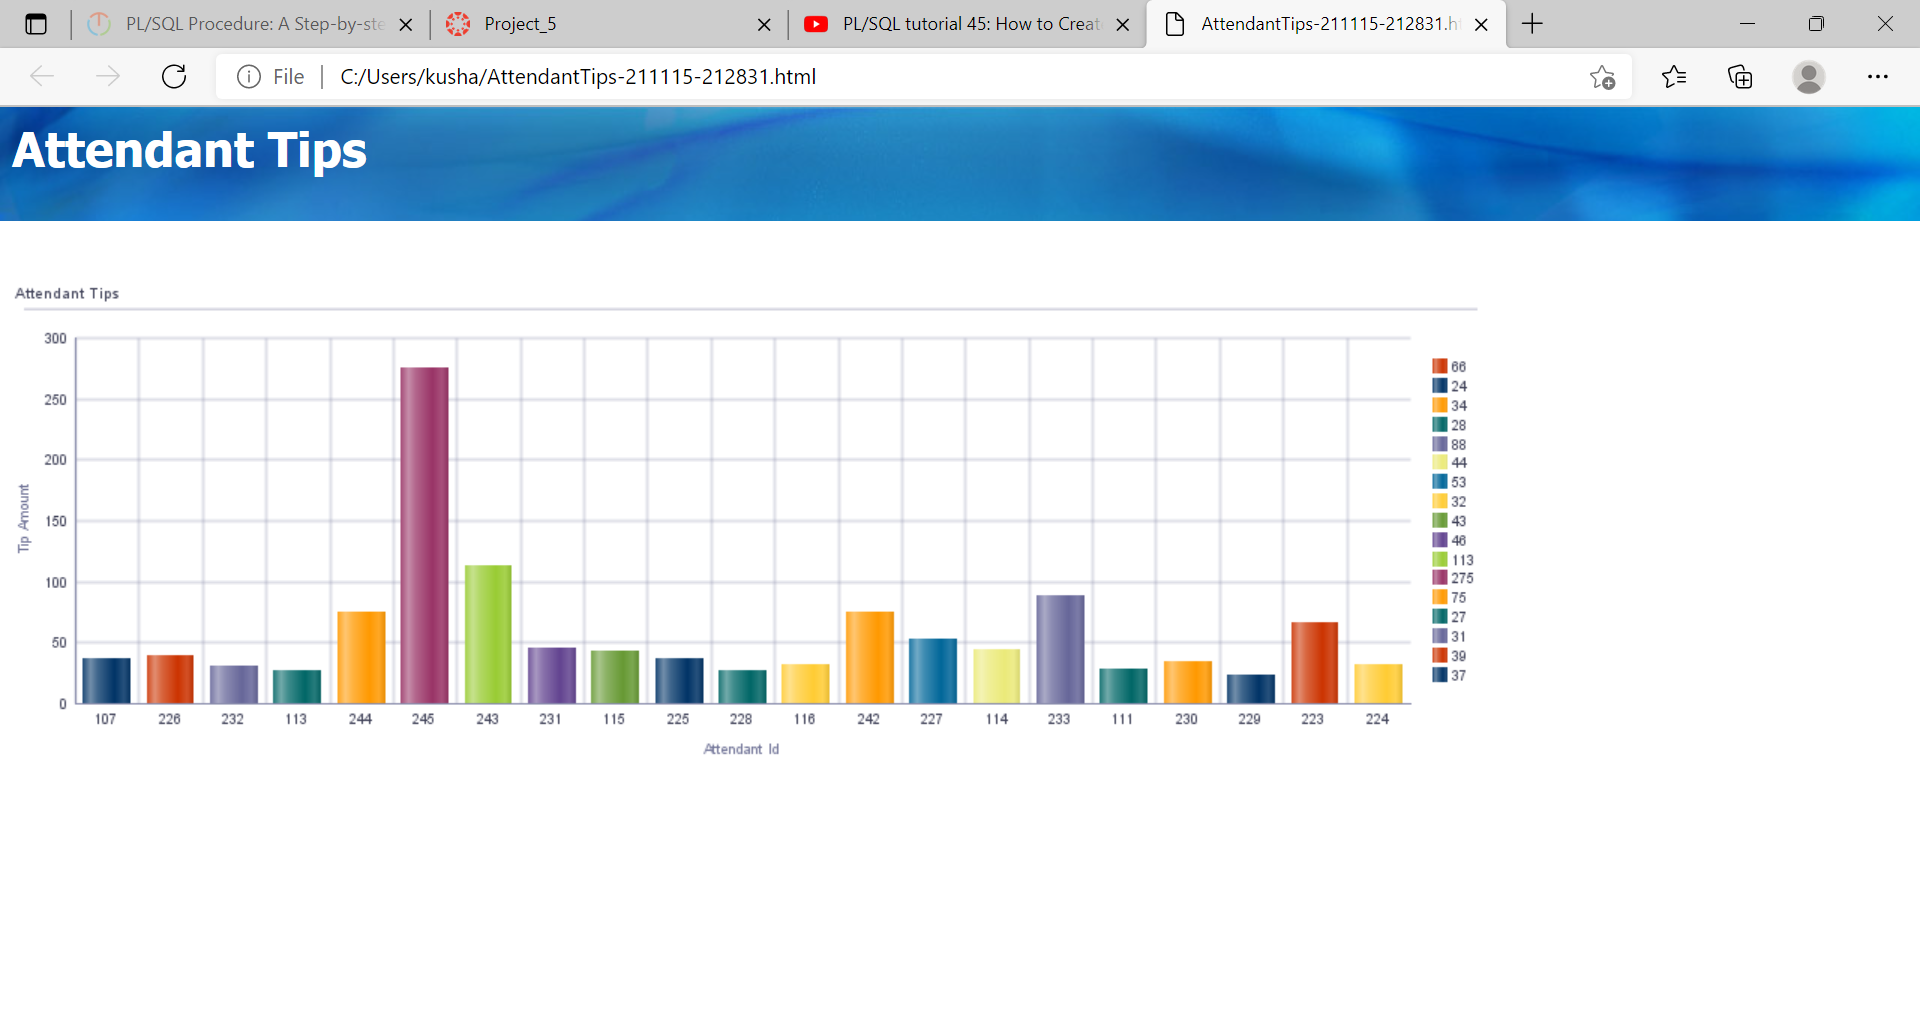 PL/SQL Procedure: A Step-by-ste
Project_5
PL/SQL tutorial 45: How to Creat
AttendantTips-211115-212831.h
File
C:/Users/kusha/AttendantTips-211115-212831.html
Attendant Tips
Attendant Tips
300
250
200
150
100
50
0
Tip Amount
107 226 232 113 244 245 243 231 115 225 228 116 242 227 114 233 111 230 229 223 224
Attendant Id
66
24
34
28
88
44
53
32
43
46
113
275
75
27
31
39
37